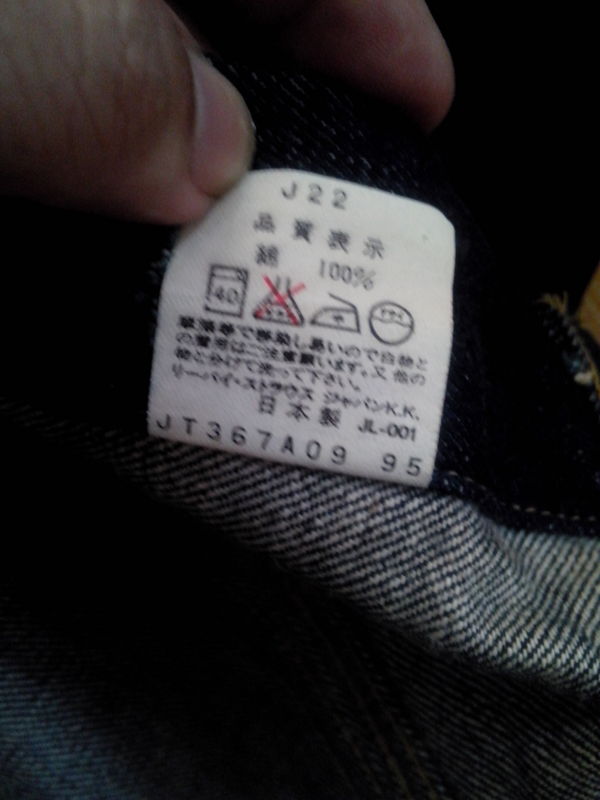 J22
品質表示
綿 100%
40
摩擦等で移染し易いので白物と
の着用はご注意願います。又他の
物と分けて洗って下さい。
リーバイ・ストラウス ジャパンK.K.
日本製 JL-001
JT367A09 95